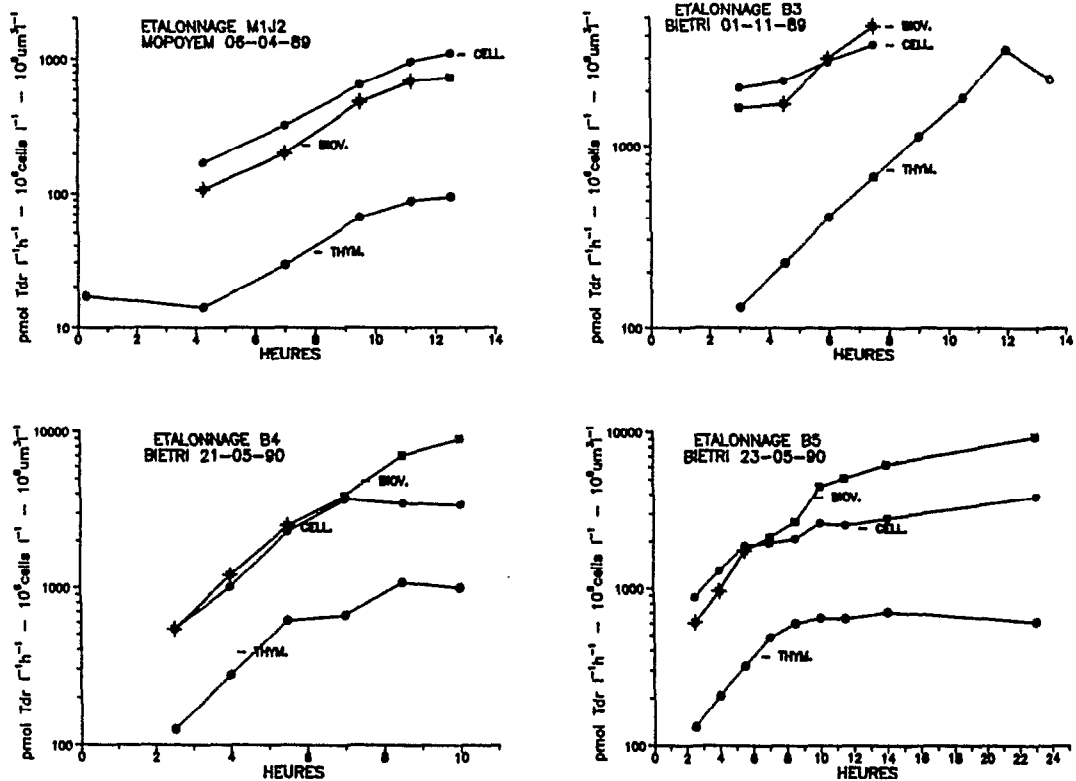 ETALONNAGE M1J2
MOPOYEM 06-04-89
1000
100
10
CELL.
BIOV.
THYM.
pmol Tdr l⁻¹h⁻¹ — 10⁶cells l⁻¹ — 10⁶um³l⁻¹
0 2 4 6 8 10 12 14
HEURES
ETALONNAGE B3
BIETRI 01-11-89
1000
100
BIOV.
CELL.
THYM.
pmol Tdr l⁻¹h⁻¹ — 10⁶cells l⁻¹ — 10⁶um³l⁻¹
0 2 4 6 8 10 12 14
HEURES
ETALONNAGE B4
BIETRI 21-05-90
10000
1000
100
BIOV.
CELL.
THYM.
pmol Tdr l⁻¹h⁻¹ — 10⁶cells l⁻¹ — 10⁶um³l⁻¹
0 2 4 6 8 10
HEURES
ETALONNAGE B5
BIETRI 23-05-90
10000
1000
100
BIOV.
CELL.
THYM.
pmol Tdr l⁻¹h⁻¹ — 10⁶cells l⁻¹ — 10⁶um³l⁻¹
0 2 4 6 8 10 12 14 16 18 20 22 24
HEURES